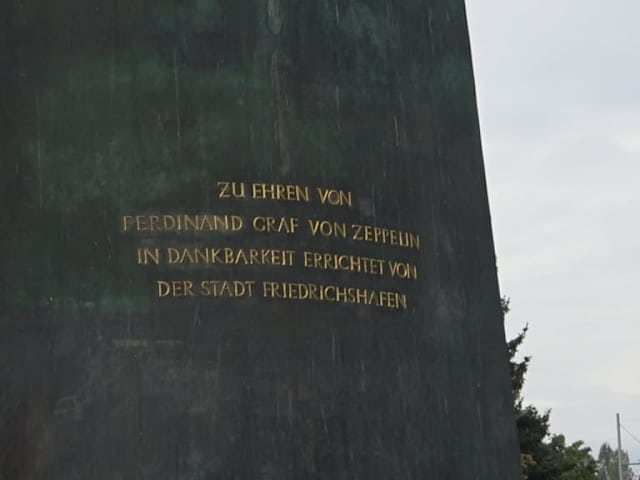 ZU EHREN VON
FERDINAND GRAF VON ZEPPELIN
IN DANKBARKEIT ERRICHTET VON
DER STADT FRIEDRICHSHAFEN